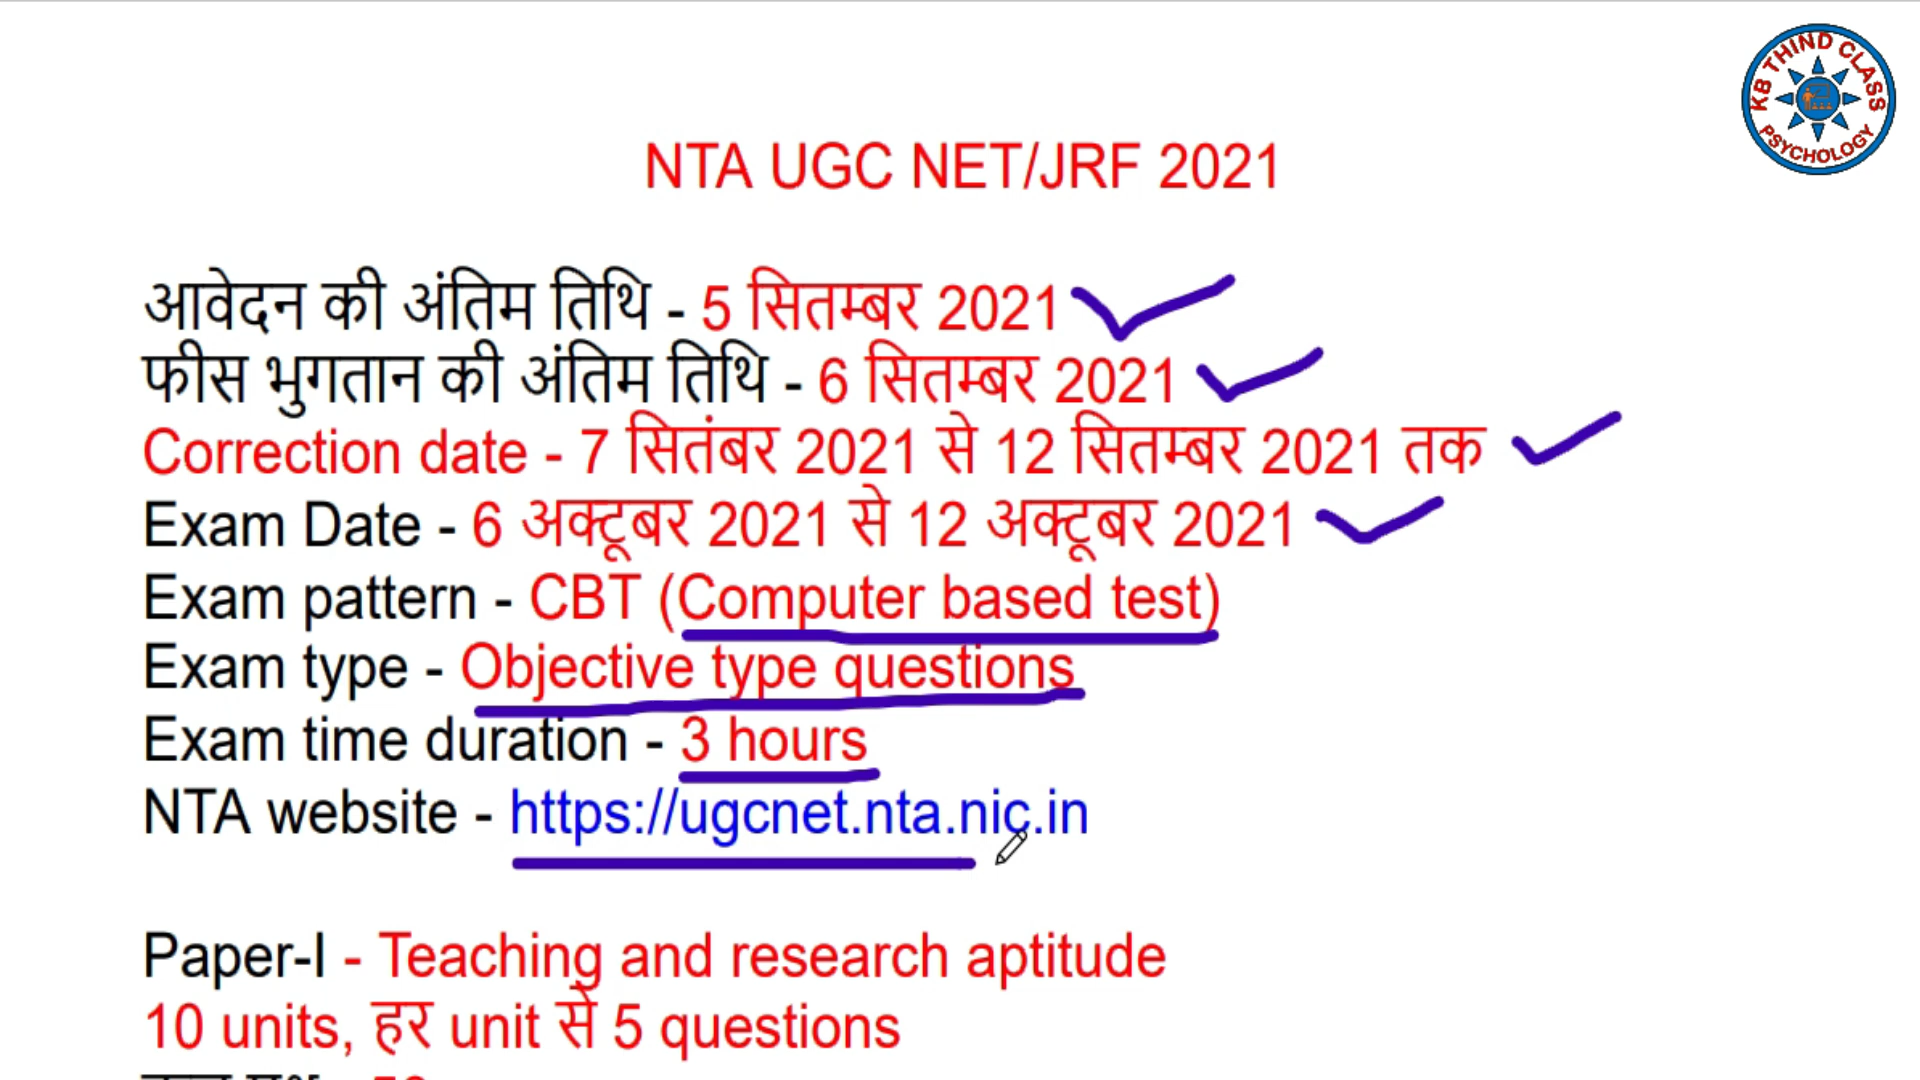 KB THIND CLASS
PSYCHOLOGY
NTA UGC NET/JRF 2021
आवेदन की अंतिम तिथि - 5 सितम्बर 2021
फीस भुगतान की अंतिम तिथि - 6 सितम्बर 2021
Correction date - 7 सितंबर 2021 से 12 सितम्बर 2021 तक
Exam Date - 6 अक्टूबर 2021 से 12 अक्टूबर 2021
Exam pattern - CBT (Computer based test)
Exam type - Objective type questions
Exam time duration - 3 hours
NTA website - https://ugcnet.nta.nic.in
Paper-I - Teaching and research aptitude
10 units, हर unit से 5 questions